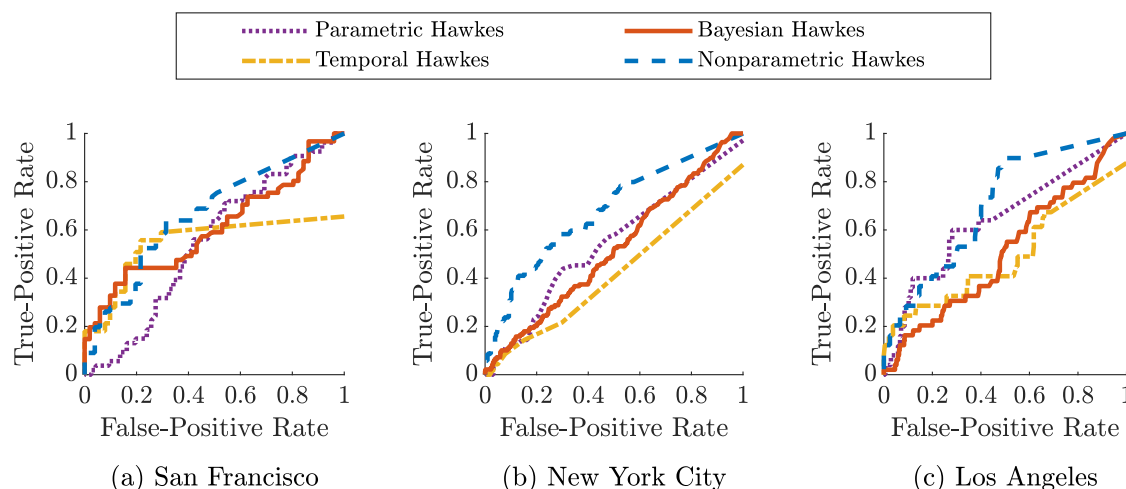 Parametric Hawkes Bayesian Hawkes
Temporal Hawkes Nonparametric Hawkes
True-Positive Rate
1
0.8
0.6
0.4
0.2
0
0 0.2 0.4 0.6 0.8 1
False-Positive Rate
(a) San Francisco
True-Positive Rate
1
0.8
0.6
0.4
0.2
0
0 0.2 0.4 0.6 0.8 1
False-Positive Rate
(b) New York City
True-Positive Rate
1
0.8
0.6
0.4
0.2
0
0 0.2 0.4 0.6 0.8 1
False-Positive Rate
(c) Los Angeles